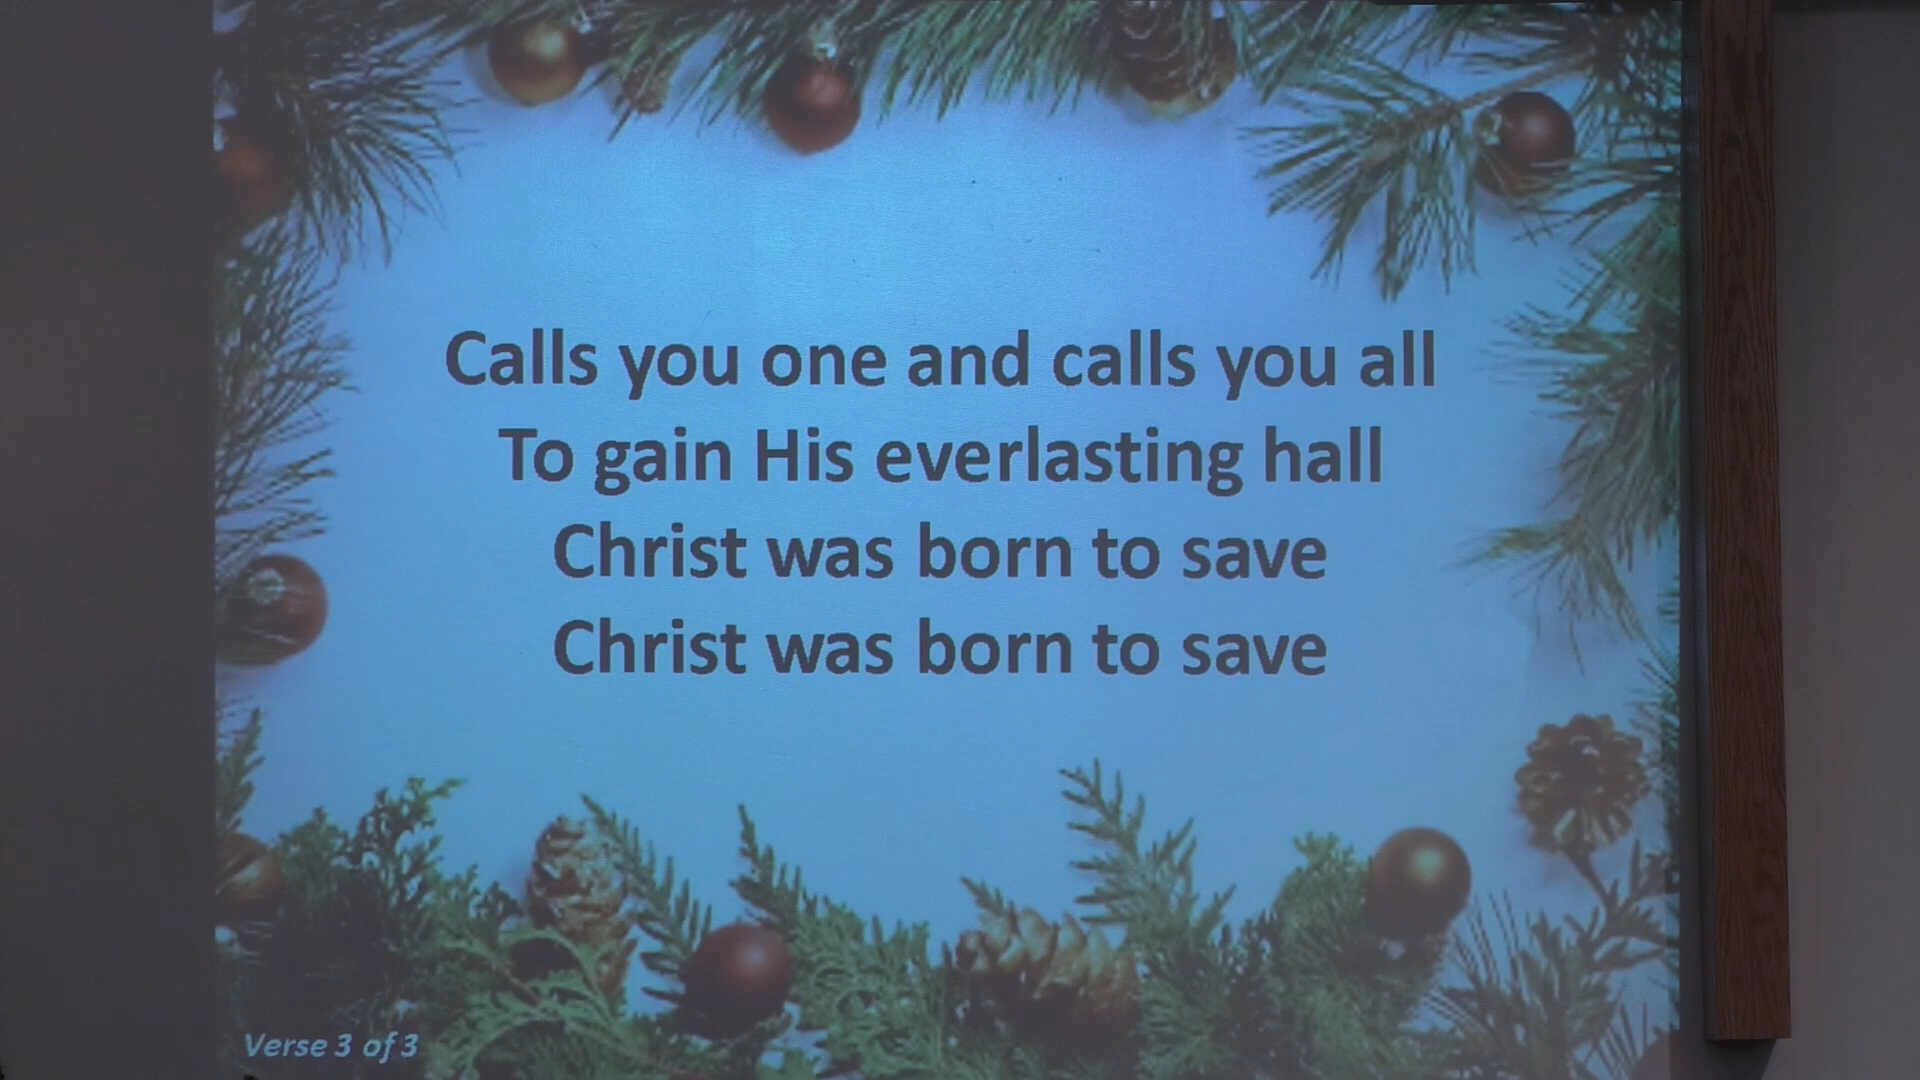 Calls you one and calls you all
To gain His everlasting hall
Christ was born to save
Christ was born to save
Verse 3 of 3